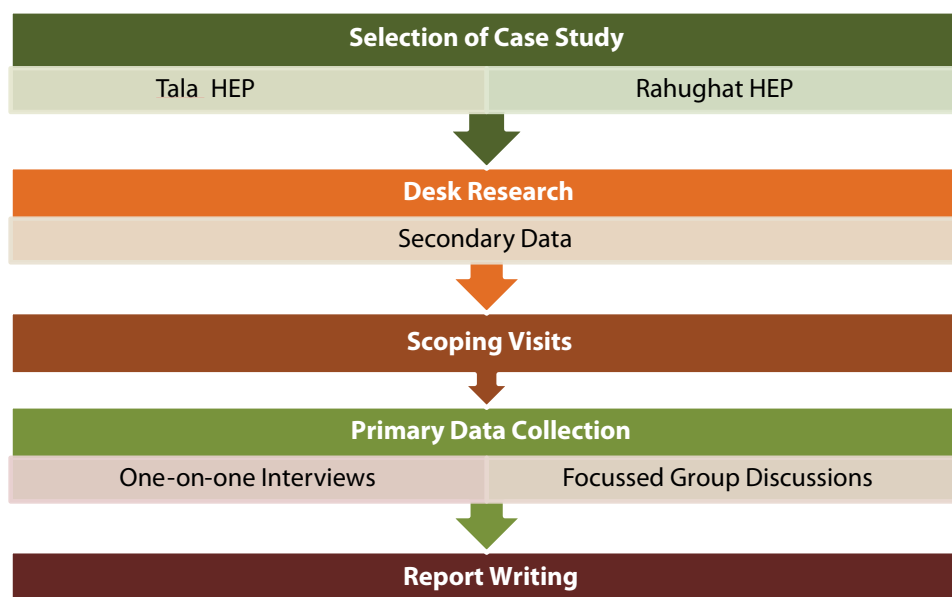 Selection of Case Study
Tala HEP
Rahughat HEP
Desk Research
Secondary Data
Scoping Visits
Primary Data Collection
One-on-one Interviews
Focussed Group Discussions
Report Writing